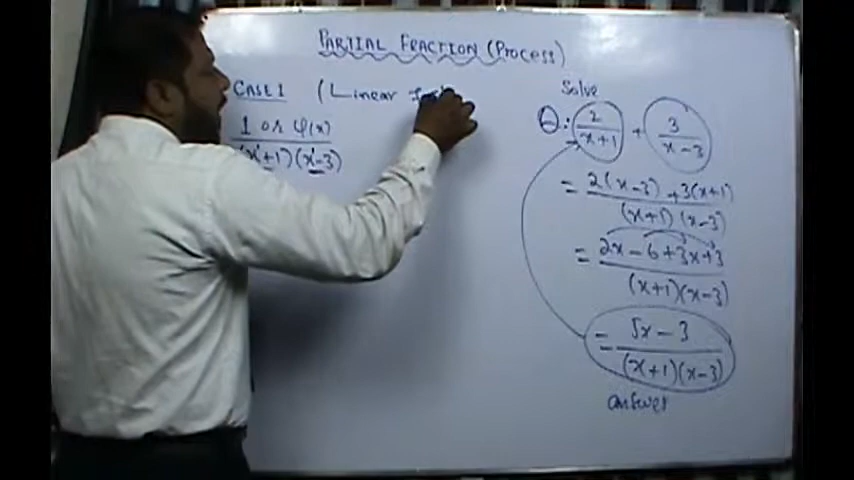 PARTIAL FRACTION (Process)
CASE 1 (Linear
1 or φ(x)
(x'+1)(x'-3)
Solve
Q: 2/(x+1) + 3/(x-3)
= 2(x-3)+3(x+1)
(x+1)(x-3)
= 2x-6+3x+3
(x+1)(x-3)
= 5x-3
(x+1)(x-3)
answer